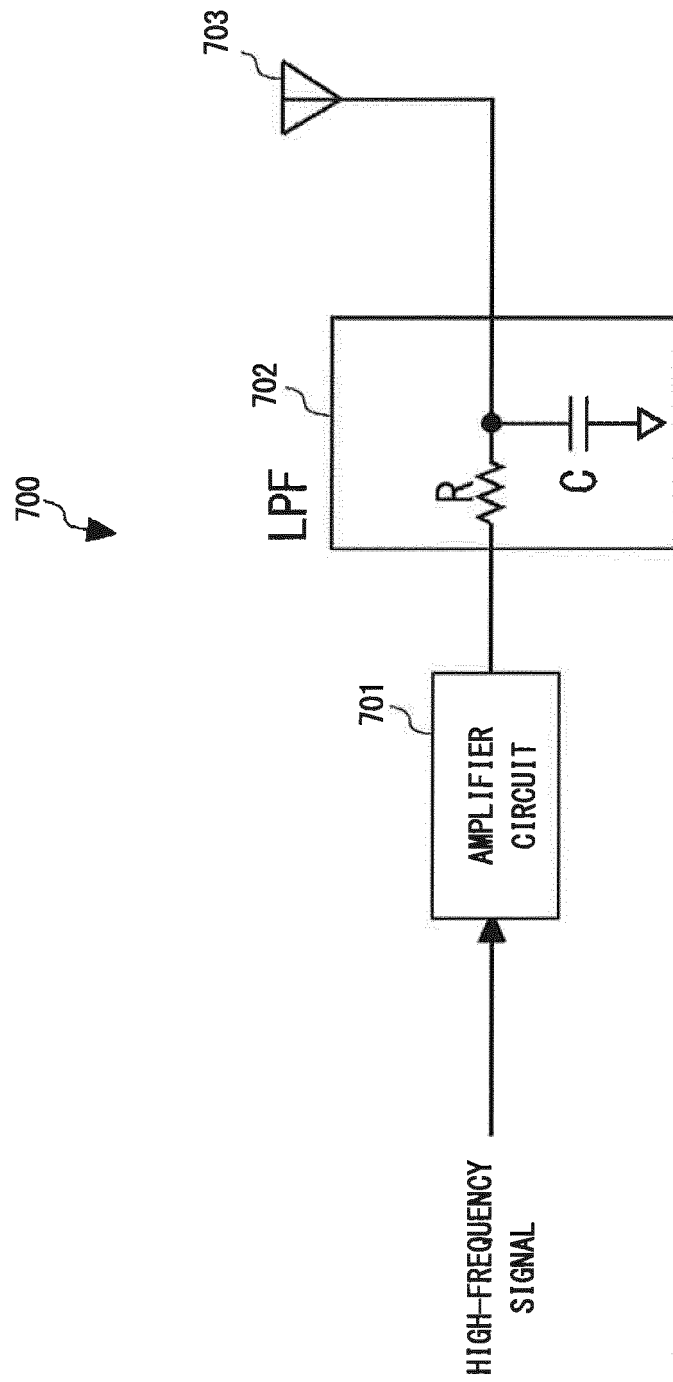 700
HIGH-FREQUENCY
SIGNAL
701
AMPLIFIER
CIRCUIT
LPF
702
R
C
703